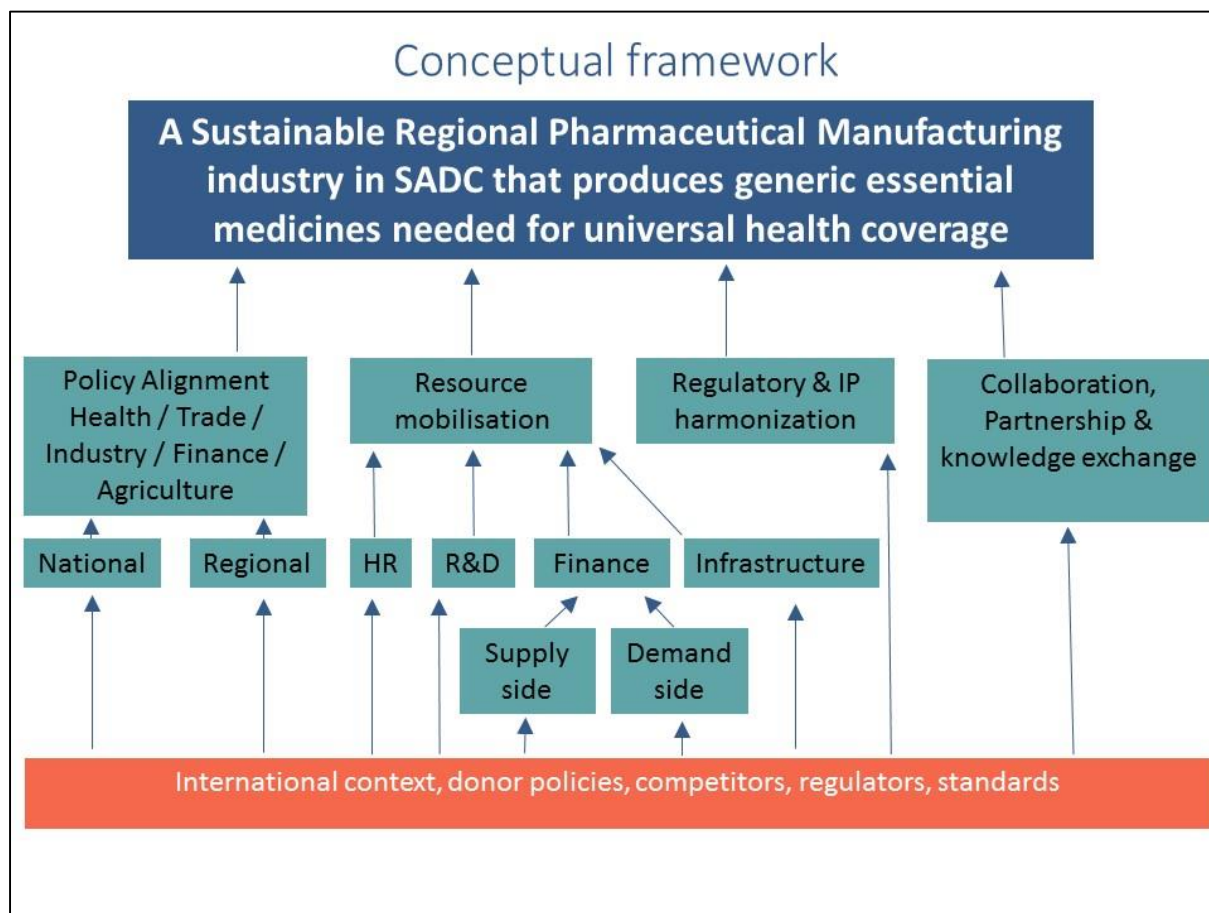 Conceptual framework
A Sustainable Regional Pharmaceutical Manufacturing
industry in SADC that produces generic essential
medicines needed for universal health coverage
Policy Alignment
Health / Trade /
Industry / Finance /
Agriculture
Resource
mobilisation
Regulatory & IP
harmonization
Collaboration,
Partnership &
knowledge exchange
National
Regional
HR
R&D
Finance
Infrastructure
Supply
side
Demand
side
International context, donor policies, competitors, regulators, standards